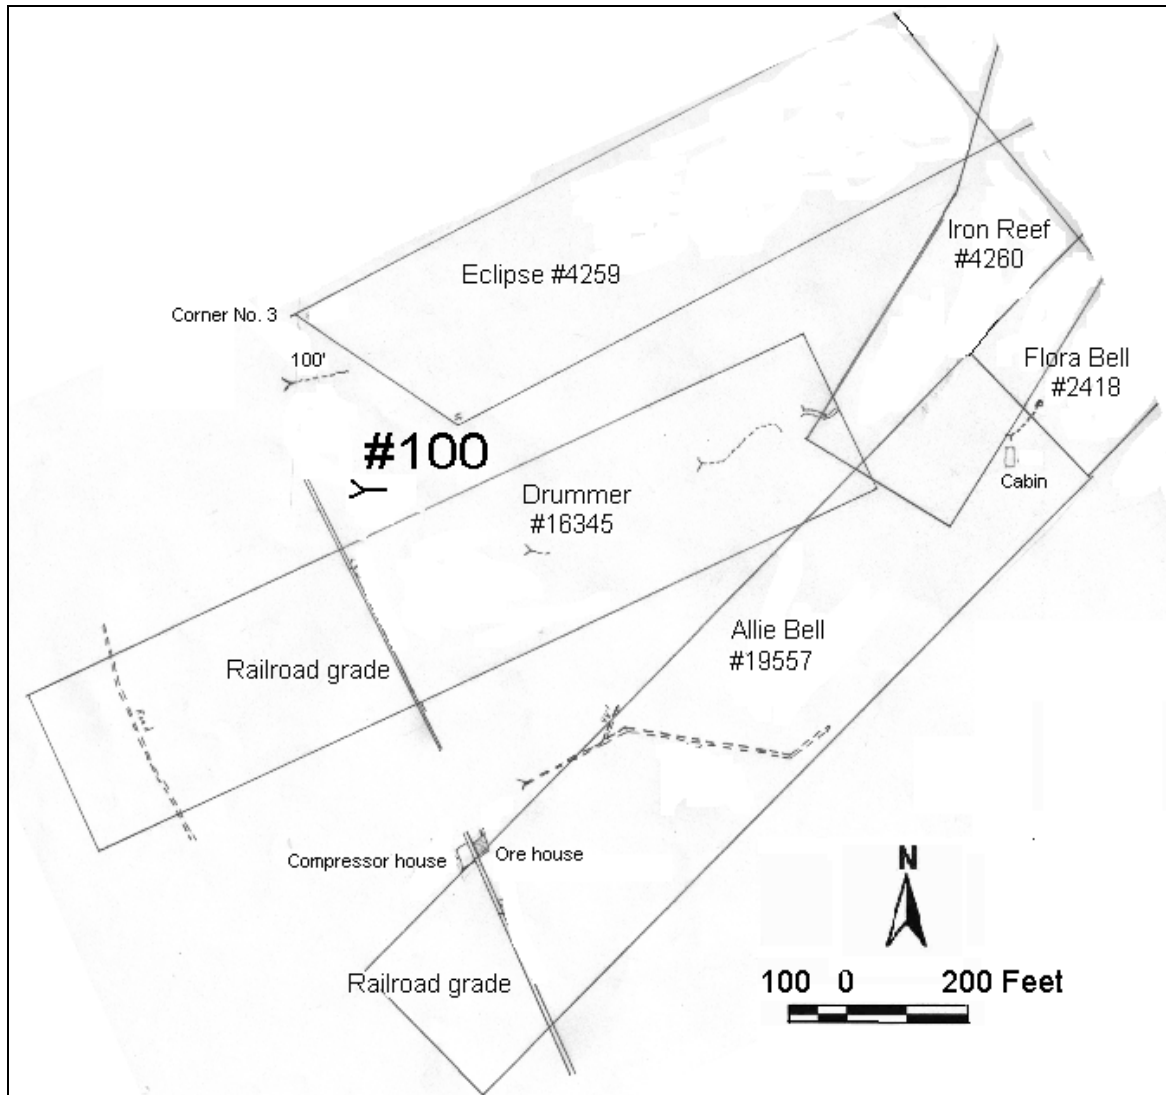 Iron Reef
#4260
Eclipse #4259
Corner No. 3
100'
Flora Bell
#2418
#100
Cabin
Drummer
#16345
Allie Bell
#19557
Railroad grade
Compressor house
Ore house
N
Railroad grade
100 0 200 Feet